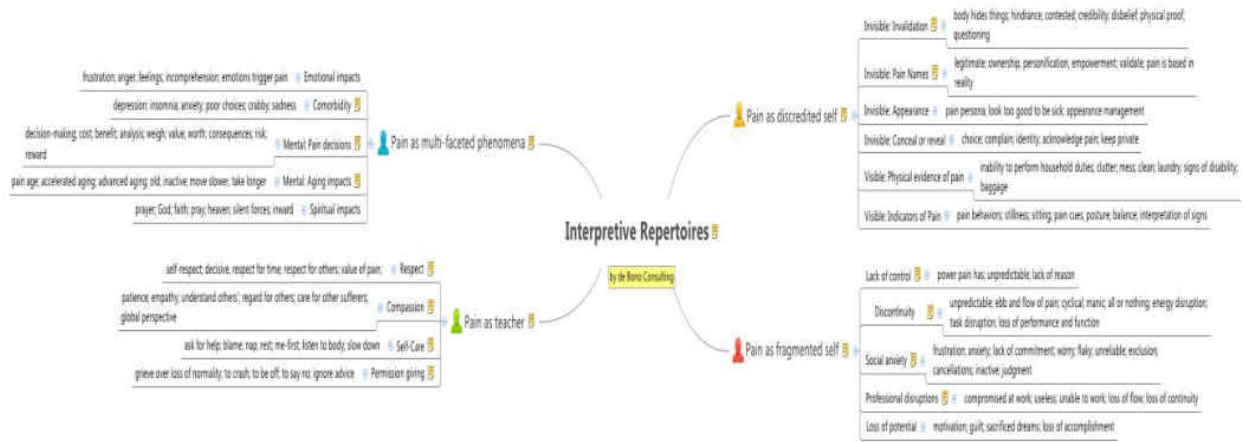 Interpretive Repertoires
by de Bono Consulting
Pain as multi-faceted phenomena
frustration; anger; feelings; incomprehension; emotions trigger pain Emotional impacts
depression; insomnia; anxiety; poor choices; crabby; sadness Comorbidity
decision-making; cost; benefit; analysis; weigh; value; worth; consequences; risk;
reward
Mental: Pain decisions
pain age; accelerated aging; advanced aging; old; inactive; move slower; take longer Mental: Aging impacts
prayer; God; faith; pray; heaven; silent forces; inward Spiritual impacts
Pain as teacher
self-respect; decisive, respect for time; respect for others; value of pain; Respect
patience; empathy; understand others'; regard for others; care for other sufferers;
global perspective
Compassion
ask for help; blame; nap; rest; me-first; listen to body, slow down Self-Care
grieve over loss of normality; to crash; to be off; to say no; ignore advice Permission giving
Pain as discredited self
Invisible: Invalidation
body hides things; hindrance; contested; credibility; disbelief; physical proof;
questioning
Invisible: Pain Names
legitimate; ownership, personification, empowerment; validate; pain is based in
reality
Invisible: Appearance pain persona; look too good to be sick; appearance management
Invisible: Conceal or reveal choice; complain; identity; acknowledge pain; keep private
Visible: Physical evidence of pain
inability to perform household duties; clutter; mess; clean; laundry; signs of disability;
baggage
Visible: Indicators of Pain pain behaviors; stillness; sitting; pain cues, posture; balance; interpretation of signs
Pain as fragmented self
Lack of control power pain has; unpredictable; lack of reason
Discontinuity
unpredictable; ebb and flow of pain; cyclical; manic; all or nothing; energy disruption;
task disruption; loss of performance and function
Social anxiety
frustration; anxiety; lack of commitment; worry; flaky; unreliable; exclusion;
cancellations; inactive; judgment
Professional disruptions compromised at work; useless; unable to work; loss of flow; loss of continuity
Loss of potential motivation; guilt; sacrificed dreams; loss of accomplishment